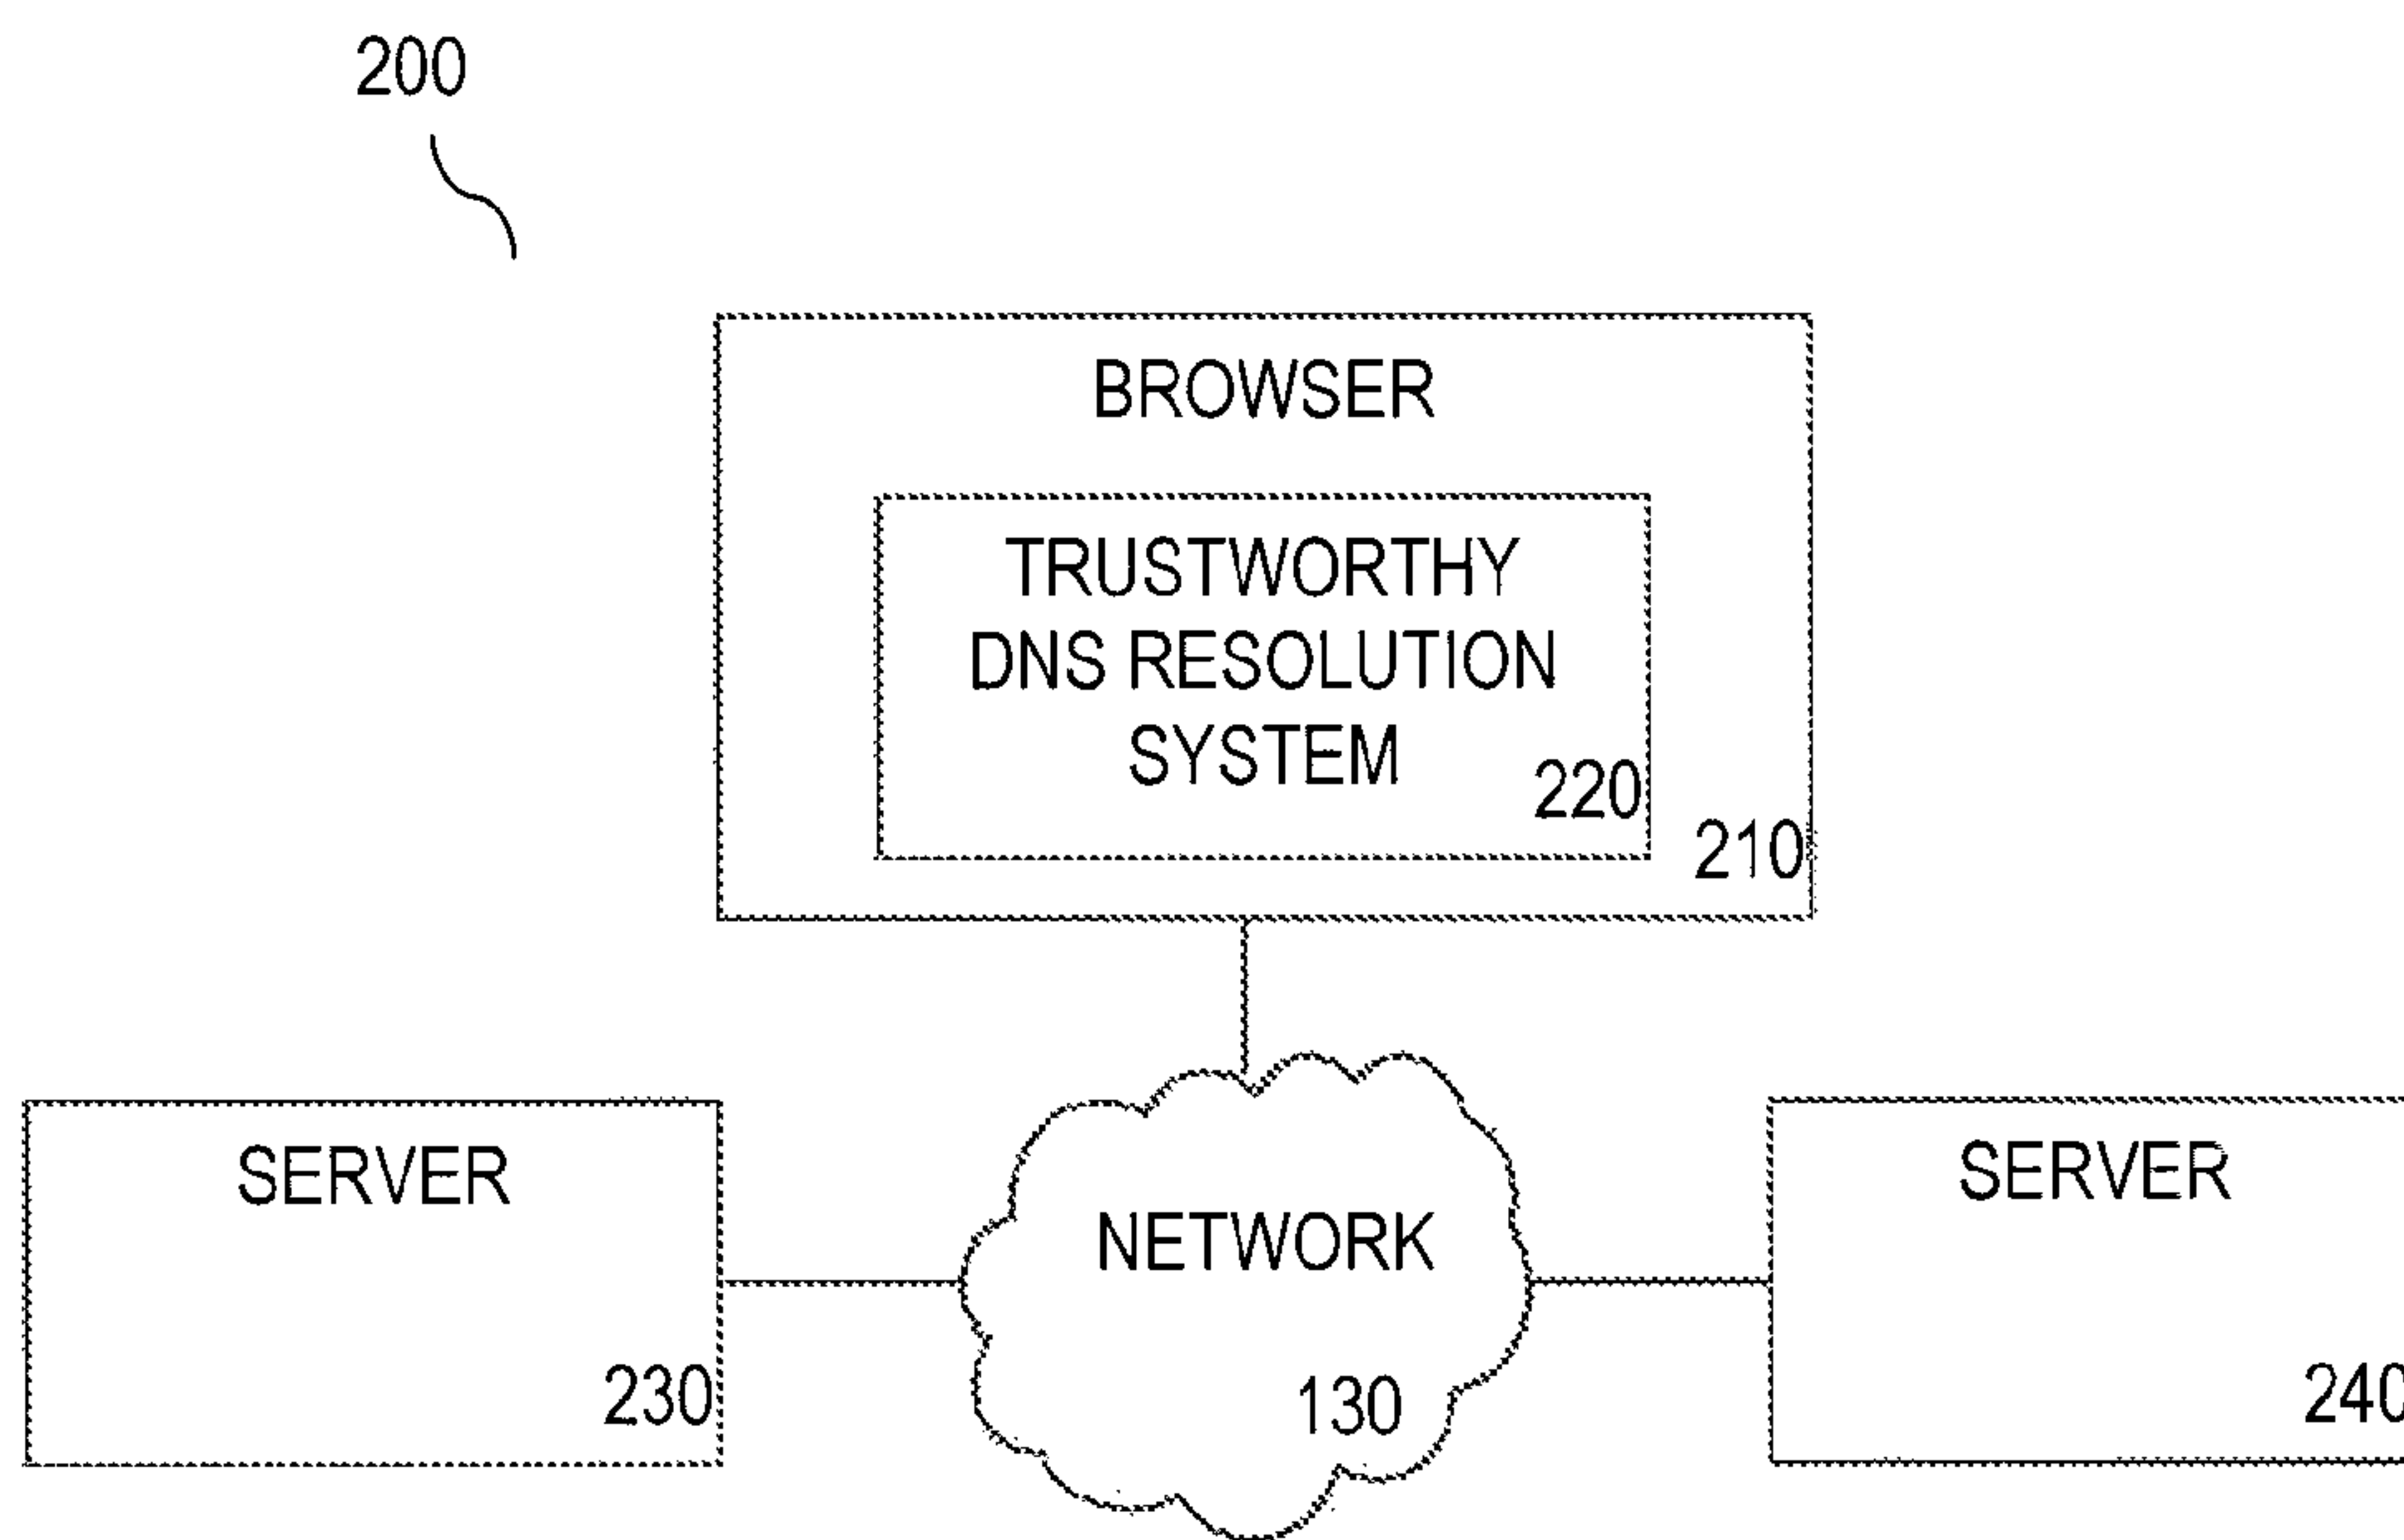 200
BROWSER
TRUSTWORTHY
DNS RESOLUTION
SYSTEM
220
210
SERVER
230
NETWORK
130
SERVER
240